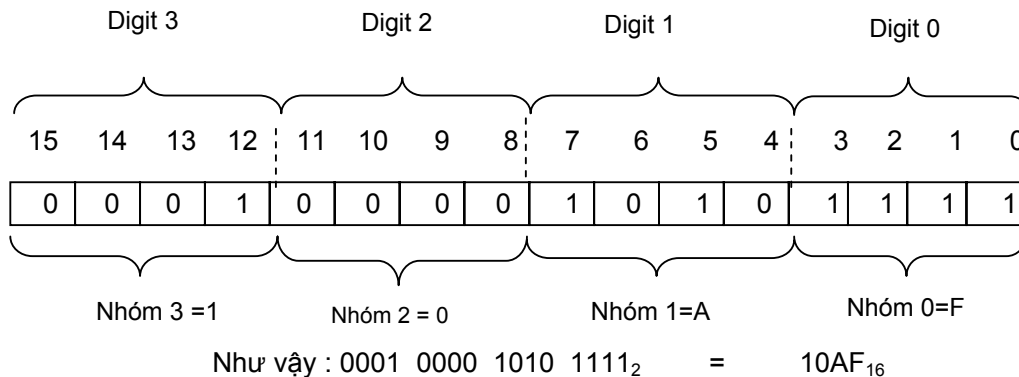 Digit 3 Digit 2 Digit 1 Digit 0
15 14 13 12 11 10 9 8 7 6 5 4 3 2 1 0
0 0 0 1 0 0 0 0 1 0 1 0 1 1 1 1
Nhóm 3 =1 Nhóm 2 = 0 Nhóm 1=A Nhóm 0=F
Như vậy : 0001 0000 1010 1111₂ = 10AF₁₆